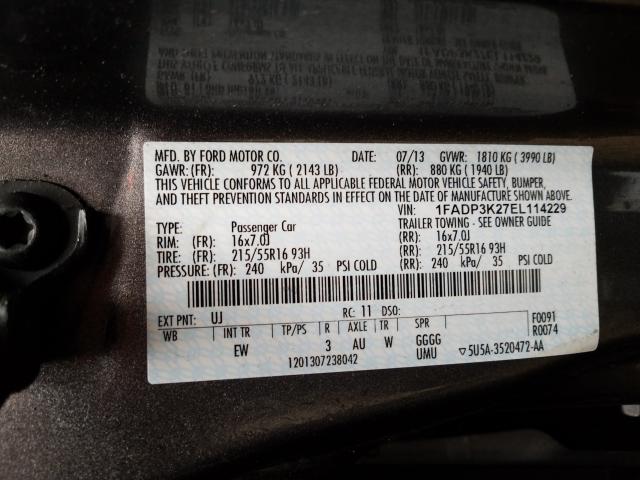 MFD. BY FORD MOTOR CO. DATE: 07/13 GVWR: 1810 KG ( 3990 LB)
GAWR: (FR): 972 KG ( 2143 LB) (RR): 880 KG ( 1940 LB)
THIS VEHICLE CONFORMS TO ALL APPLICABLE FEDERAL MOTOR VEHICLE SAFETY, BUMPER,
AND THEFT PREVENTION STANDARDS IN EFFECT ON THE DATE OF MANUFACTURE SHOWN ABOVE.
VIN: 1FADP3K27EL114229
TYPE: Passenger Car TRAILER TOWING - SEE OWNER GUIDE
RIM: (FR): 16x7.0J (RR): 16x7.0J
TIRE: (FR): 215/55R16 93H (RR): 215/55R16 93H
PRESSURE: (FR): 240 kPa/ 35 PSI COLD (RR): 240 kPa/ 35 PSI COLD
EXT PNT: UJ RC: 11 DSO: F0091
WB INT TR TP/PS R AXLE TR SPR R0074
EW 3 AU W GGGG
UMU
1201307238042 ▽5U5A-3520472-AA